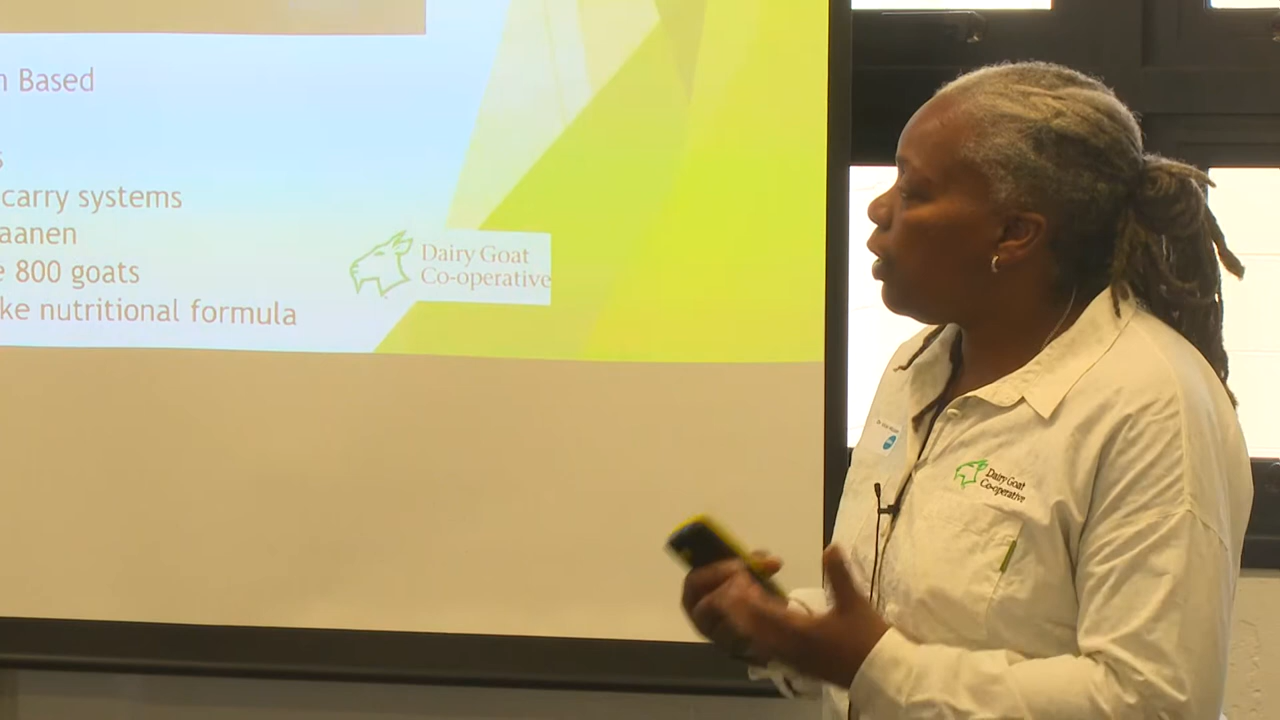 n Based
s
carry systems
aanen
e 800 goats
ke nutritional formula
Dairy Goat
Co-operative
Dairy Goat
Co-operative